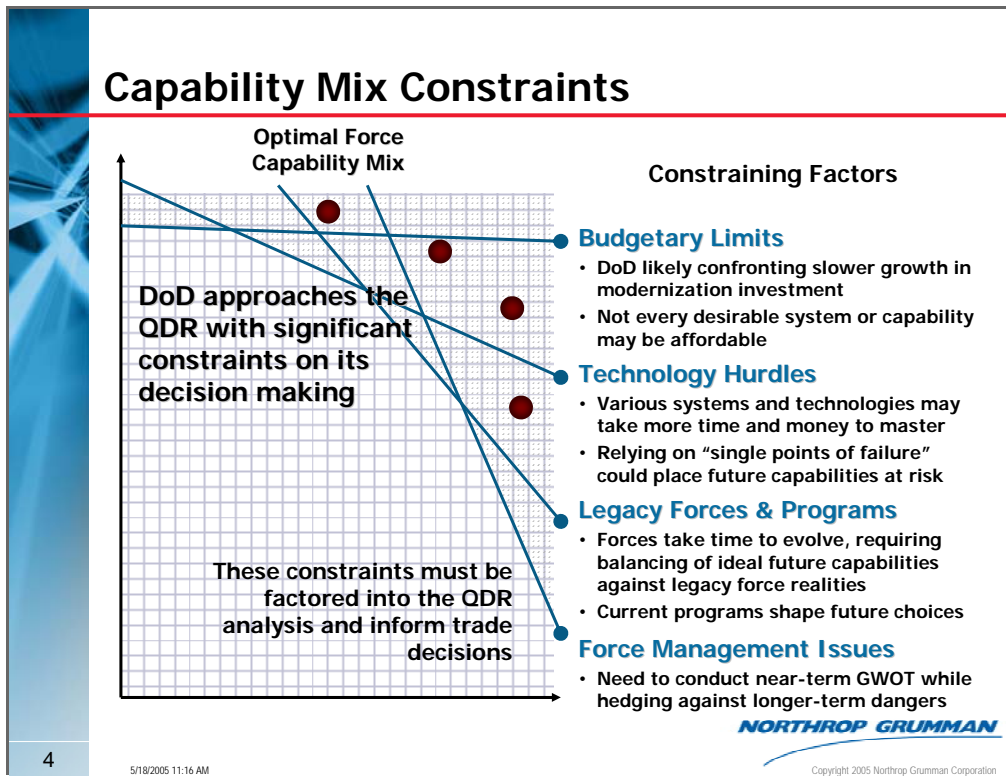 Capability Mix Constraints
Optimal Force
Capability Mix
DoD approaches the
QDR with significant
constraints on its
decision making
These constraints must be
factored into the QDR
analysis and inform trade
decisions
Constraining Factors
Budgetary Limits
• DoD likely confronting slower growth in
modernization investment
• Not every desirable system or capability
may be affordable
Technology Hurdles
• Various systems and technologies may
take more time and money to master
• Relying on “single points of failure”
could place future capabilities at risk
Legacy Forces & Programs
• Forces take time to evolve, requiring
balancing of ideal future capabilities
against legacy force realities
• Current programs shape future choices
Force Management Issues
• Need to conduct near-term GWOT while
hedging against longer-term dangers
NORTHROP GRUMMAN
4
5/18/2005 11:16 AM
Copyright 2005 Northrop Grumman Corporation